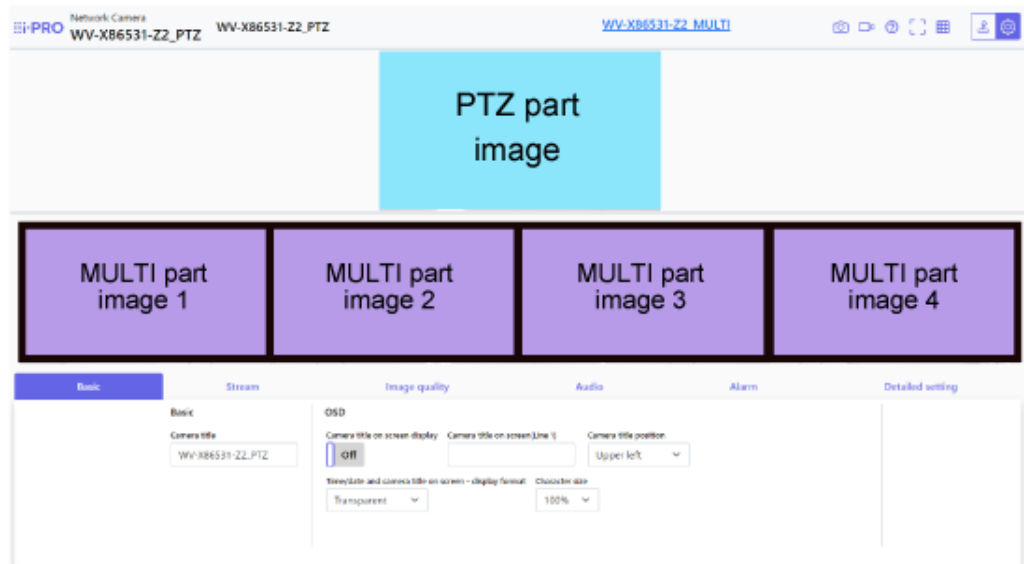 i-PRO
Network Camera
WV-X86531-Z2_PTZ
WV-X86531-Z2_PTZ
WV-X86531-Z2 MULTI
PTZ part
image
MULTI part
image 1
MULTI part
image 2
MULTI part
image 3
MULTI part
image 4
Basic
Stream
Image quality
Audio
Alarm
Detailed setting
Basic
Camera title
WV-X86531-Z2_PTZ
OSD
Camera title on screen display
Off
Camera title on screen(Line 1)
Camera title position
Upper left
Time/date and camera title on screen - display format
Transparent
Character size
100%